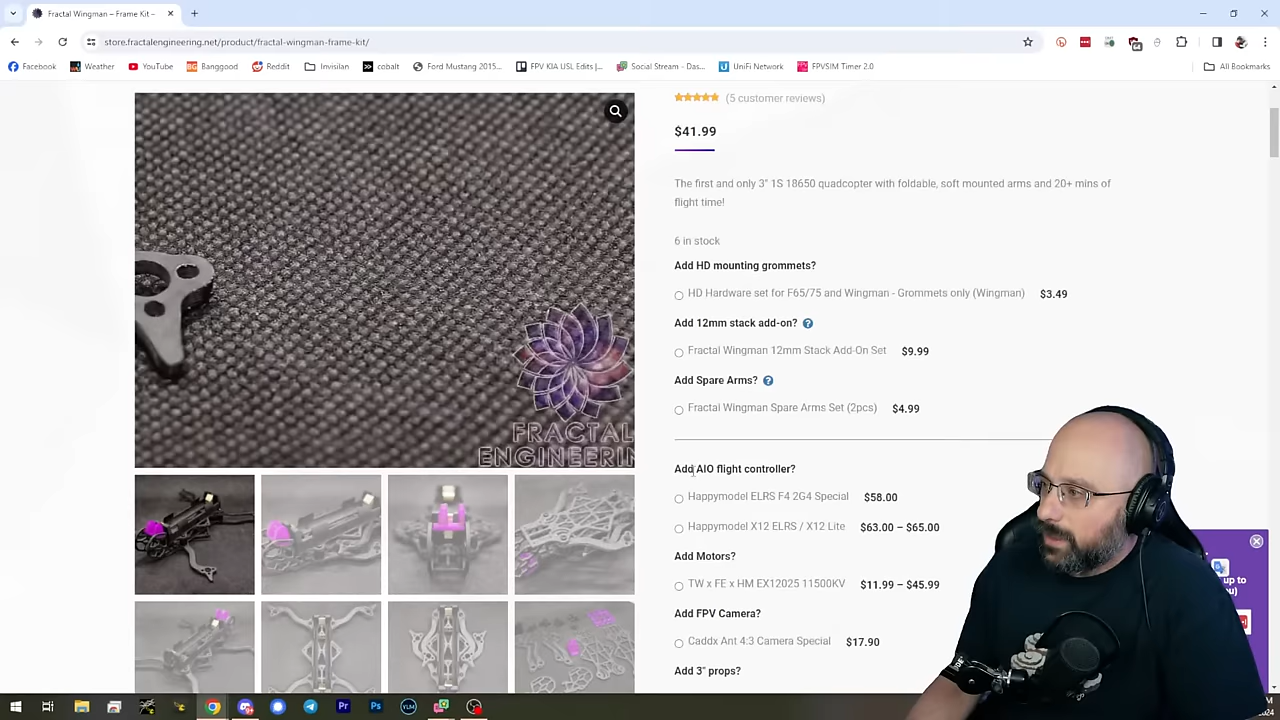 Fractal Wingman – Frame Kit –
store.fractalengineering.net/product/fractal-wingman-frame-kit/
Facebook
Weather
YouTube
Banggood
Reddit
Invisilan
cobalt
Ford Mustang 2015...
FPV KIA USL Edits |...
Social Stream - Das...
UniFi Network
FPVSIM Timer 2.0
All Bookmarks
(5 customer reviews)
$41.99
The first and only 3" 1S 18650 quadcopter with foldable, soft mounted arms and 20+ mins of
flight time!
6 in stock
Add HD mounting grommets?
HD Hardware set for F65/75 and Wingman - Grommets only (Wingman) $3.49
Add 12mm stack add-on?
Fractal Wingman 12mm Stack Add-On Set $9.99
Add Spare Arms?
Fractal Wingman Spare Arms Set (2pcs) $4.99
FRACTAL
ENGINEERIN
Add AIO flight controller?
Happymodel ELRS F4 2G4 Special $58.00
Happymodel X12 ELRS / X12 Lite $63.00 – $65.00
Add Motors?
TW x FE x HM EX12025 11500KV $11.99 – $45.99
Add FPV Camera?
Caddx Ant 4:3 Camera Special $17.90
Add 3" props?
up to
Pr
Ps
YLM